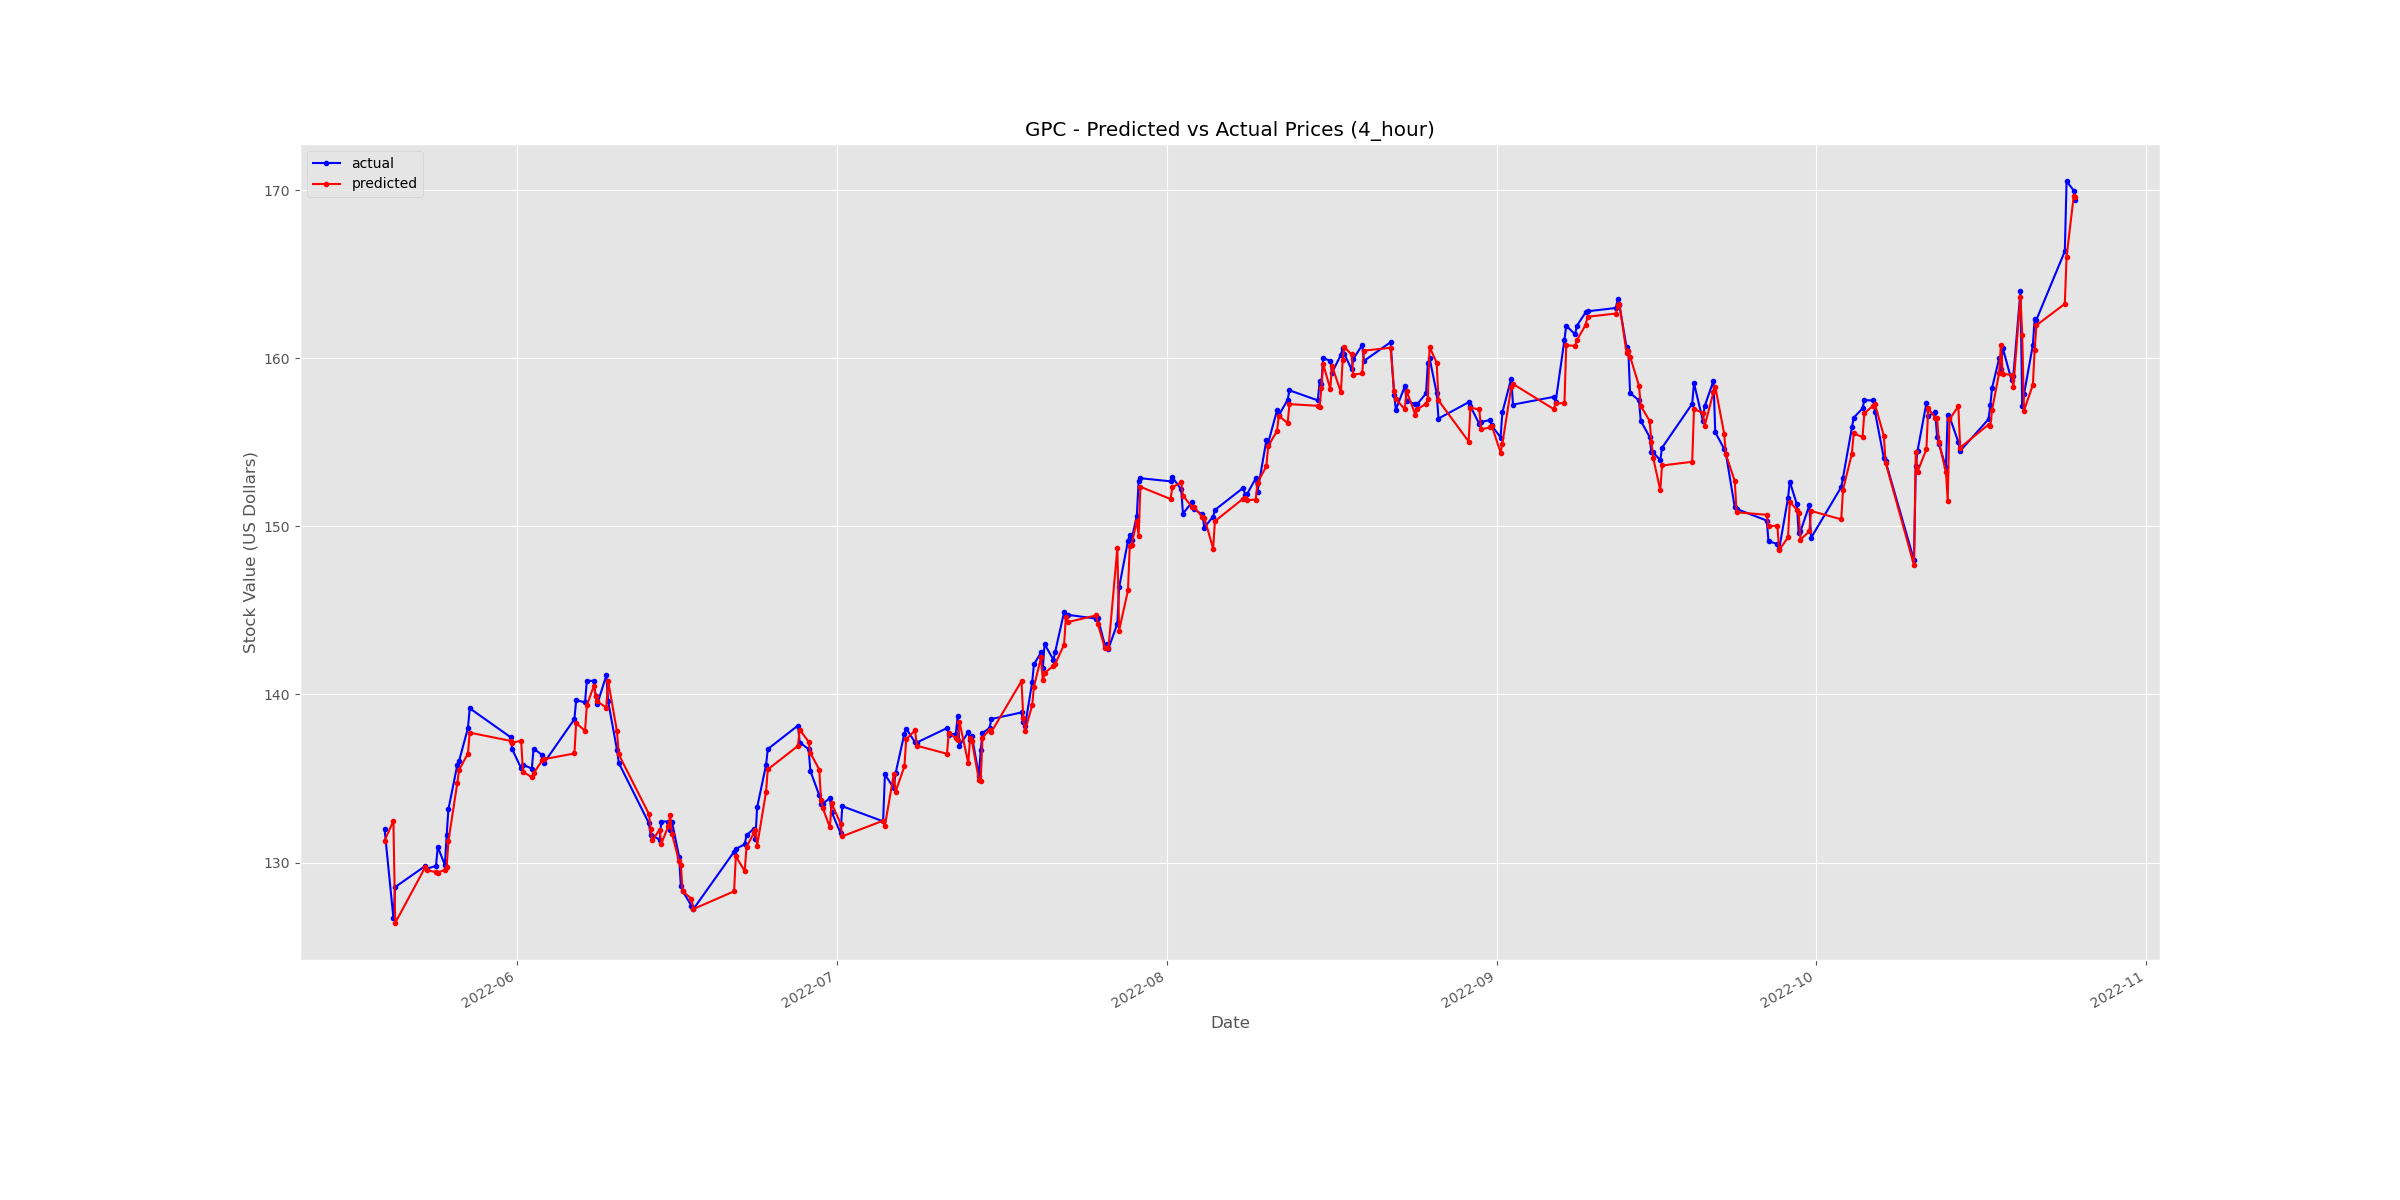 GPC - Predicted vs Actual Prices (4_hour)
actual
predicted
170
160
150
140
130
Stock Value (US Dollars)
2022-06
2022-07
2022-08
2022-09
2022-10
2022-11
Date